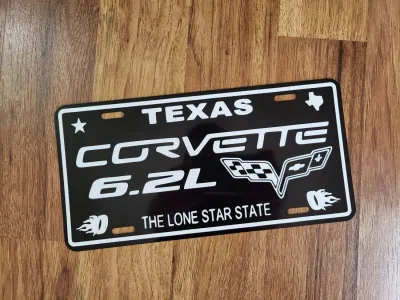 TEXAS
CORVETTE
6.2L
THE LONE STAR STATE